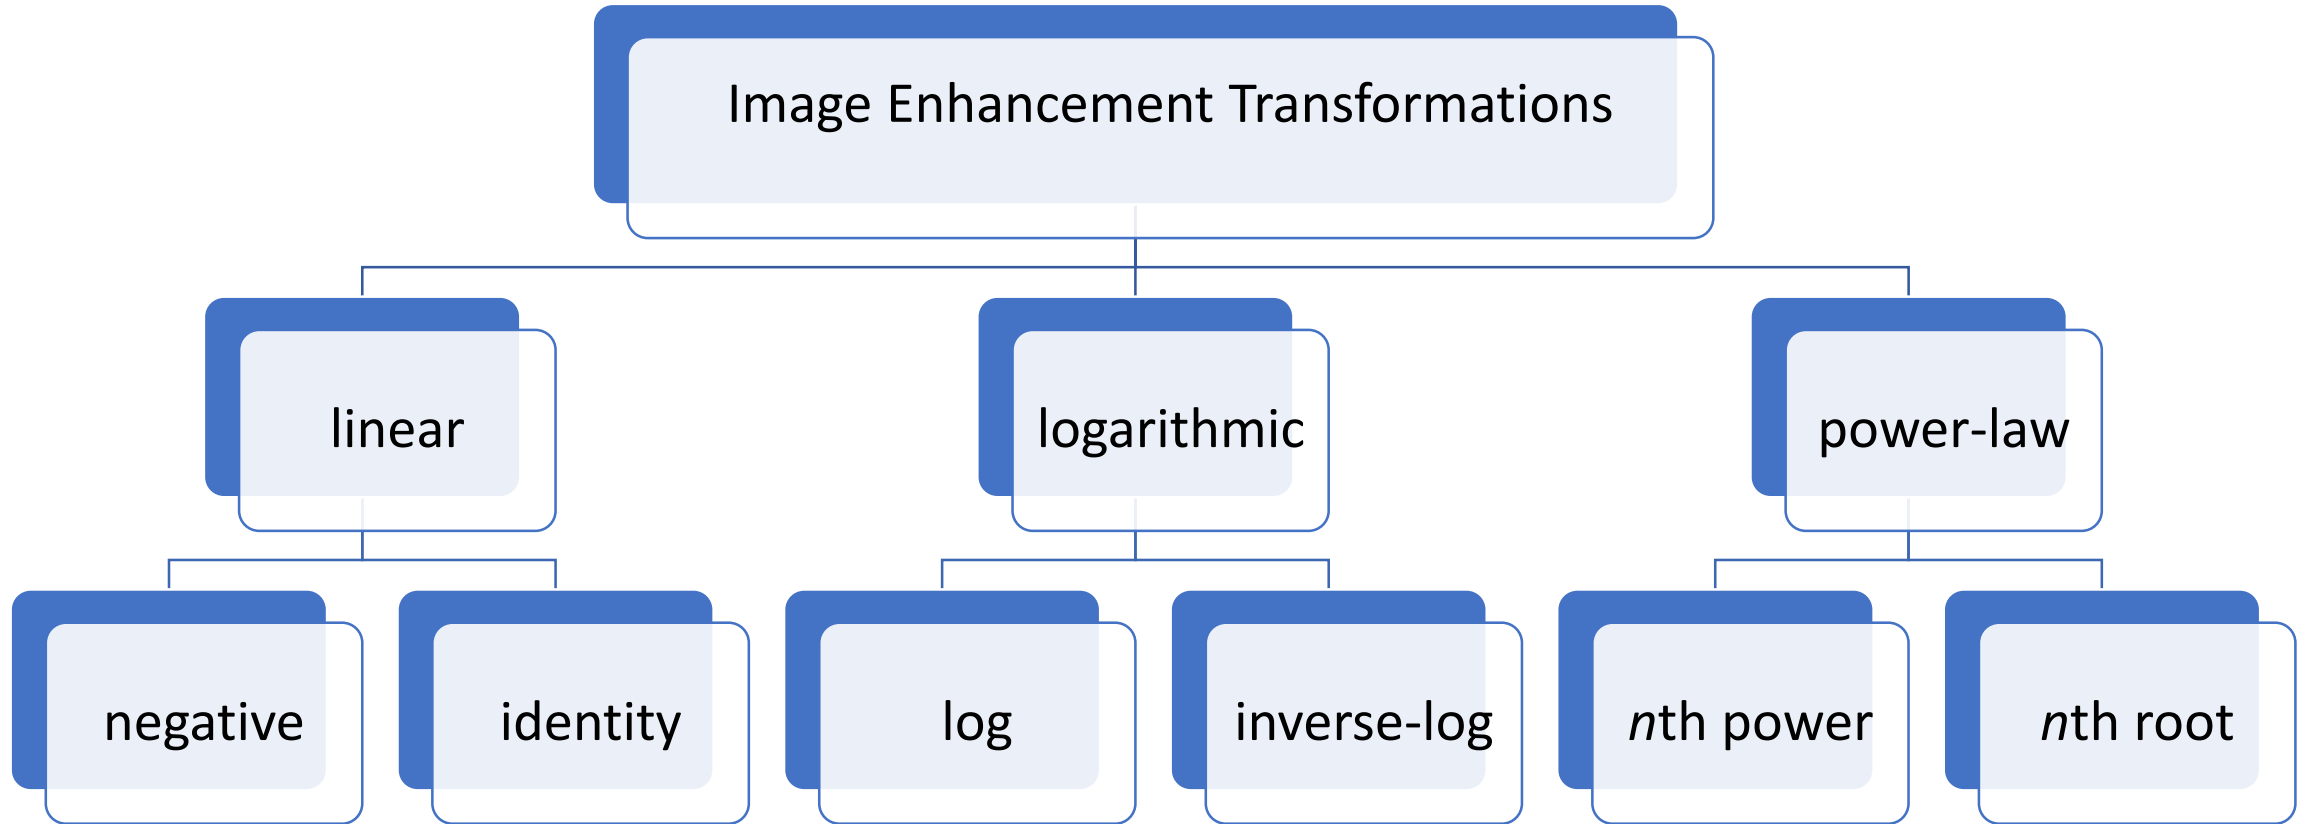 Image Enhancement Transformations
linear
logarithmic
power-law
negative
identity
log
inverse-log
nth power
nth root